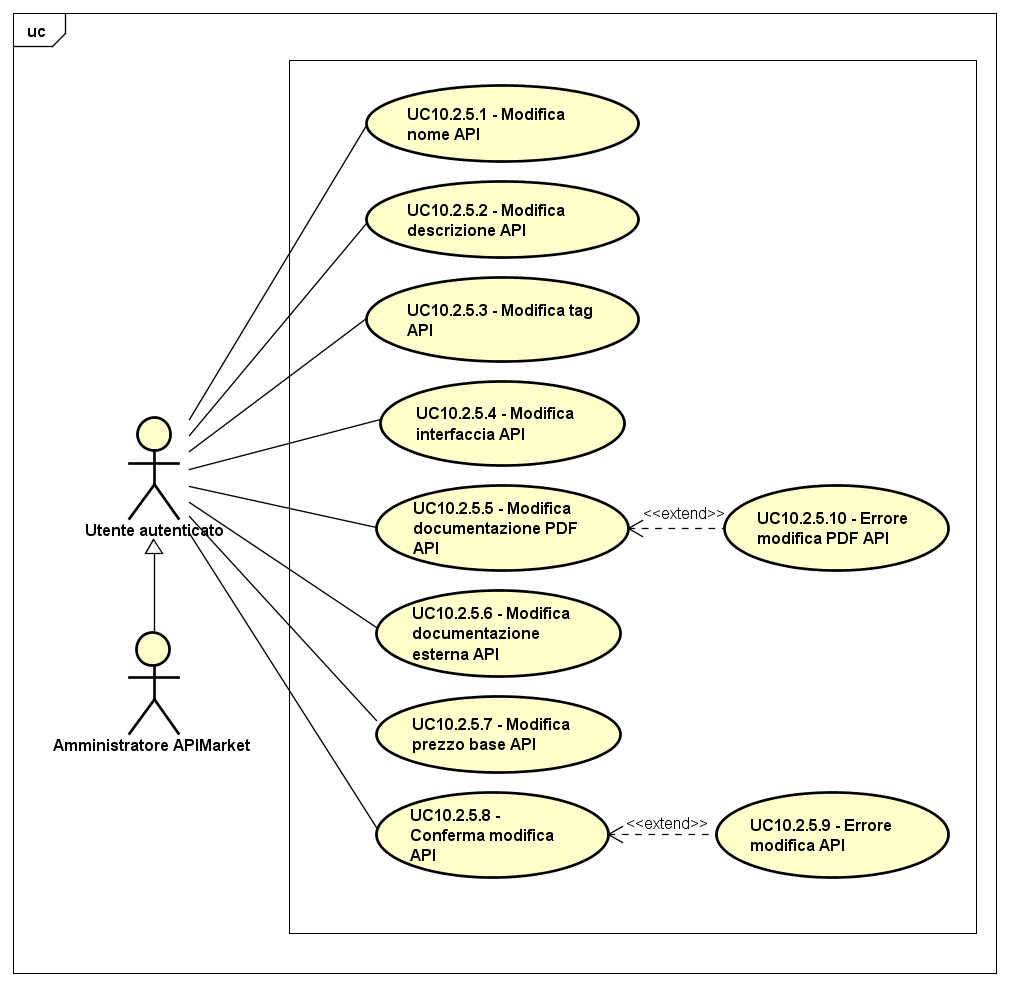 uc
UC10.2.5.1 - Modifica
nome API
UC10.2.5.2 - Modifica
descrizione API
UC10.2.5.3 - Modifica tag
API
UC10.2.5.4 - Modifica
interfaccia API
UC10.2.5.5 - Modifica
documentazione PDF
API
<<extend>>
UC10.2.5.10 - Errore
modifica PDF API
Utente autenticato
UC10.2.5.6 - Modifica
documentazione
esterna API
UC10.2.5.7 - Modifica
prezzo base API
Amministratore APIMarket
UC10.2.5.8 -
Conferma modifica
API
<<extend>>
UC10.2.5.9 - Errore
modifica API